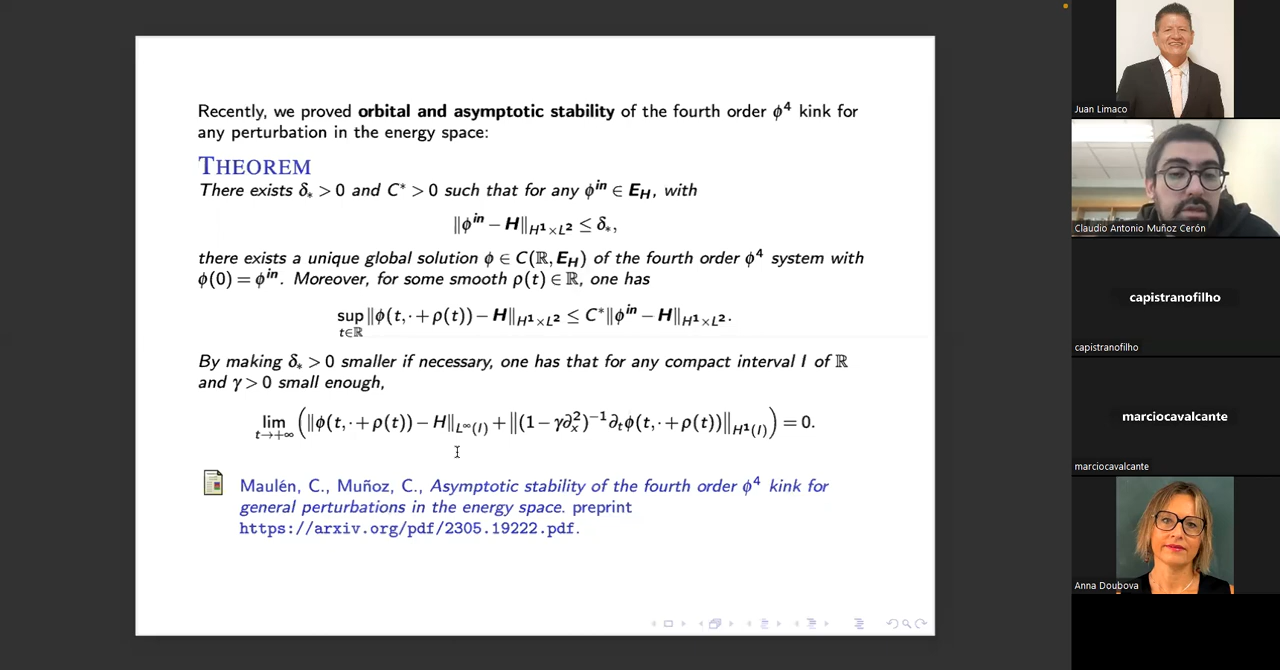 Recently, we proved orbital and asymptotic stability of the fourth order ϕ⁴ kink for
any perturbation in the energy space:
THEOREM
There exists δ* > 0 and C* > 0 such that for any ϕ^in ∈ E_H, with
‖ϕ^in − H‖_{H¹×L²} ≤ δ*,
there exists a unique global solution ϕ ∈ C(ℝ, E_H) of the fourth order ϕ⁴ system with
ϕ(0) = ϕ^in. Moreover, for some smooth ρ(t) ∈ ℝ, one has
sup_{t∈ℝ} ‖ϕ(t, · + ρ(t)) − H‖_{H¹×L²} ≤ C*‖ϕ^in − H‖_{H¹×L²}.
By making δ* > 0 smaller if necessary, one has that for any compact interval I of ℝ
and γ > 0 small enough,
lim_{t→+∞} (‖ϕ(t, · + ρ(t)) − H‖_{L^∞(I)} + ‖(1 − γ∂_x²)⁻¹∂_tϕ(t, · + ρ(t))‖_{H¹(I)}) = 0.
Maulén, C., Muñoz, C., Asymptotic stability of the fourth order ϕ⁴ kink for
general perturbations in the energy space. preprint
https://arxiv.org/pdf/2305.19222.pdf.
Juan Limaco
Claudio Antonio Muñoz Cerón
capistranofilho
capistranofilho
marciocavalcante
marciocavalcante
Anna Doubova